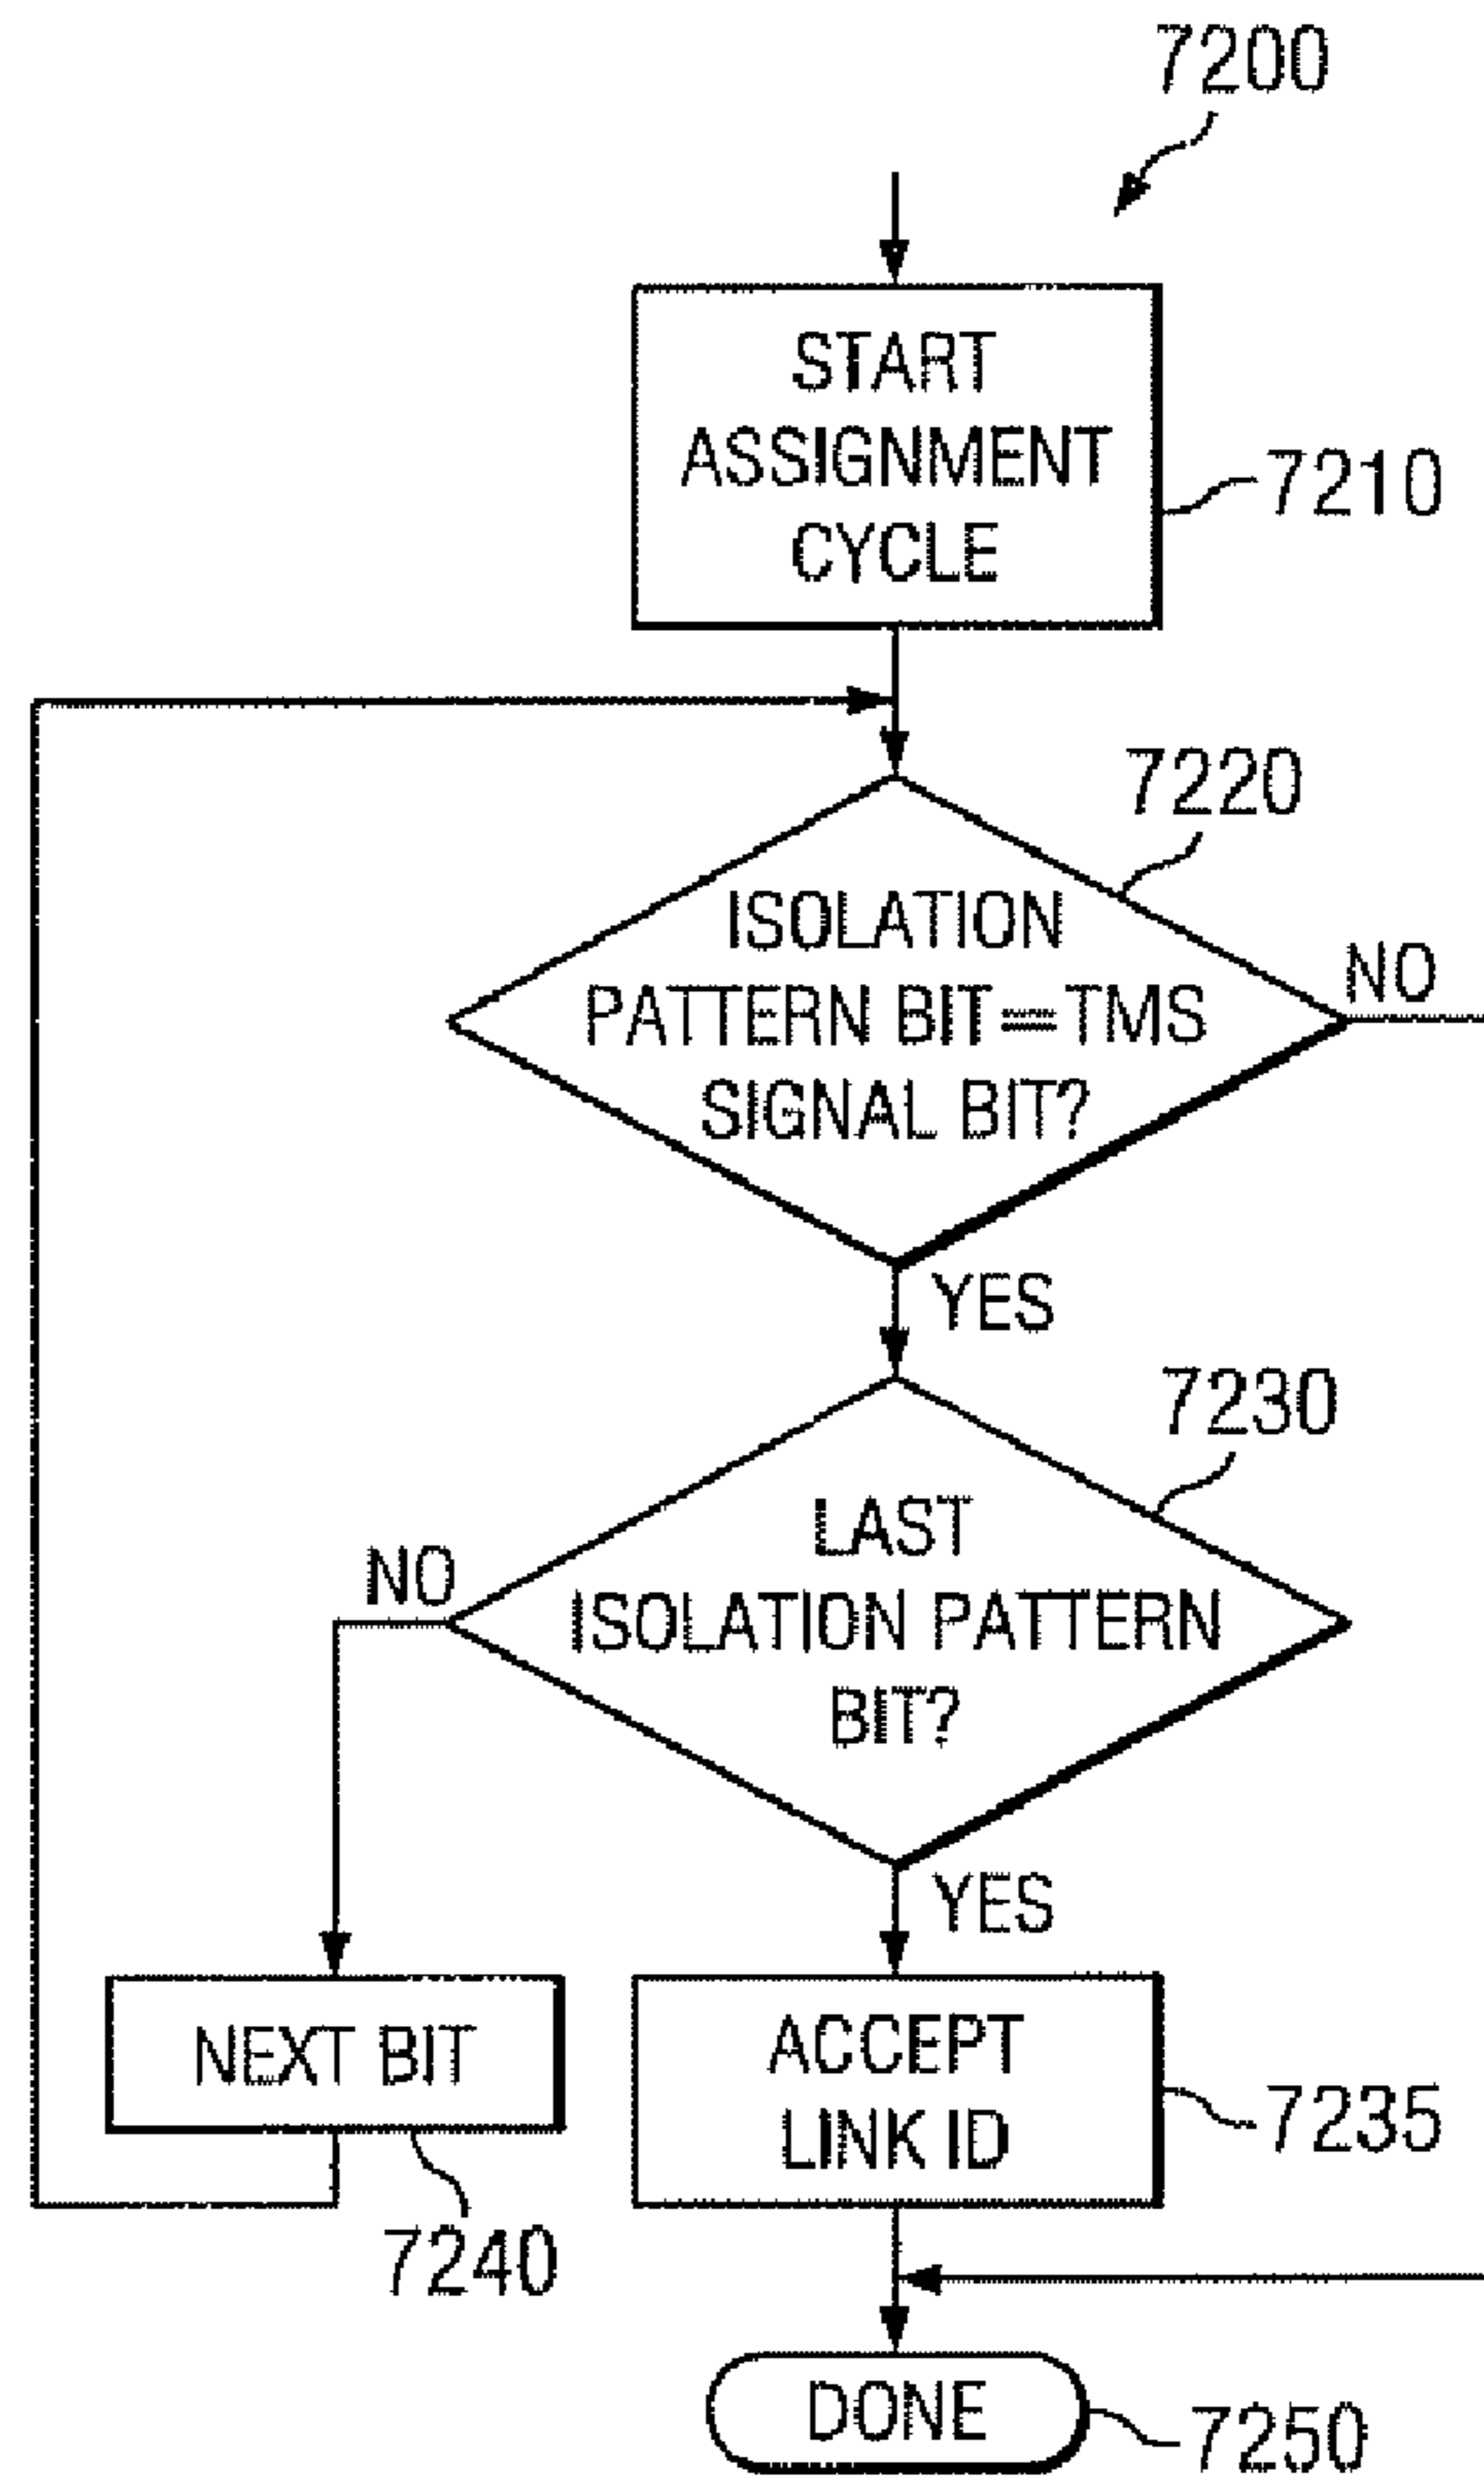 7200
START
ASSIGNMENT
CYCLE
7210
7220
ISOLATION
PATTERN BIT=TMS
SIGNAL BIT?
NO
YES
7230
LAST
ISOLATION PATTERN
BIT?
NO
YES
NEXT BIT
7240
ACCEPT
LINK ID
7235
DONE
7250